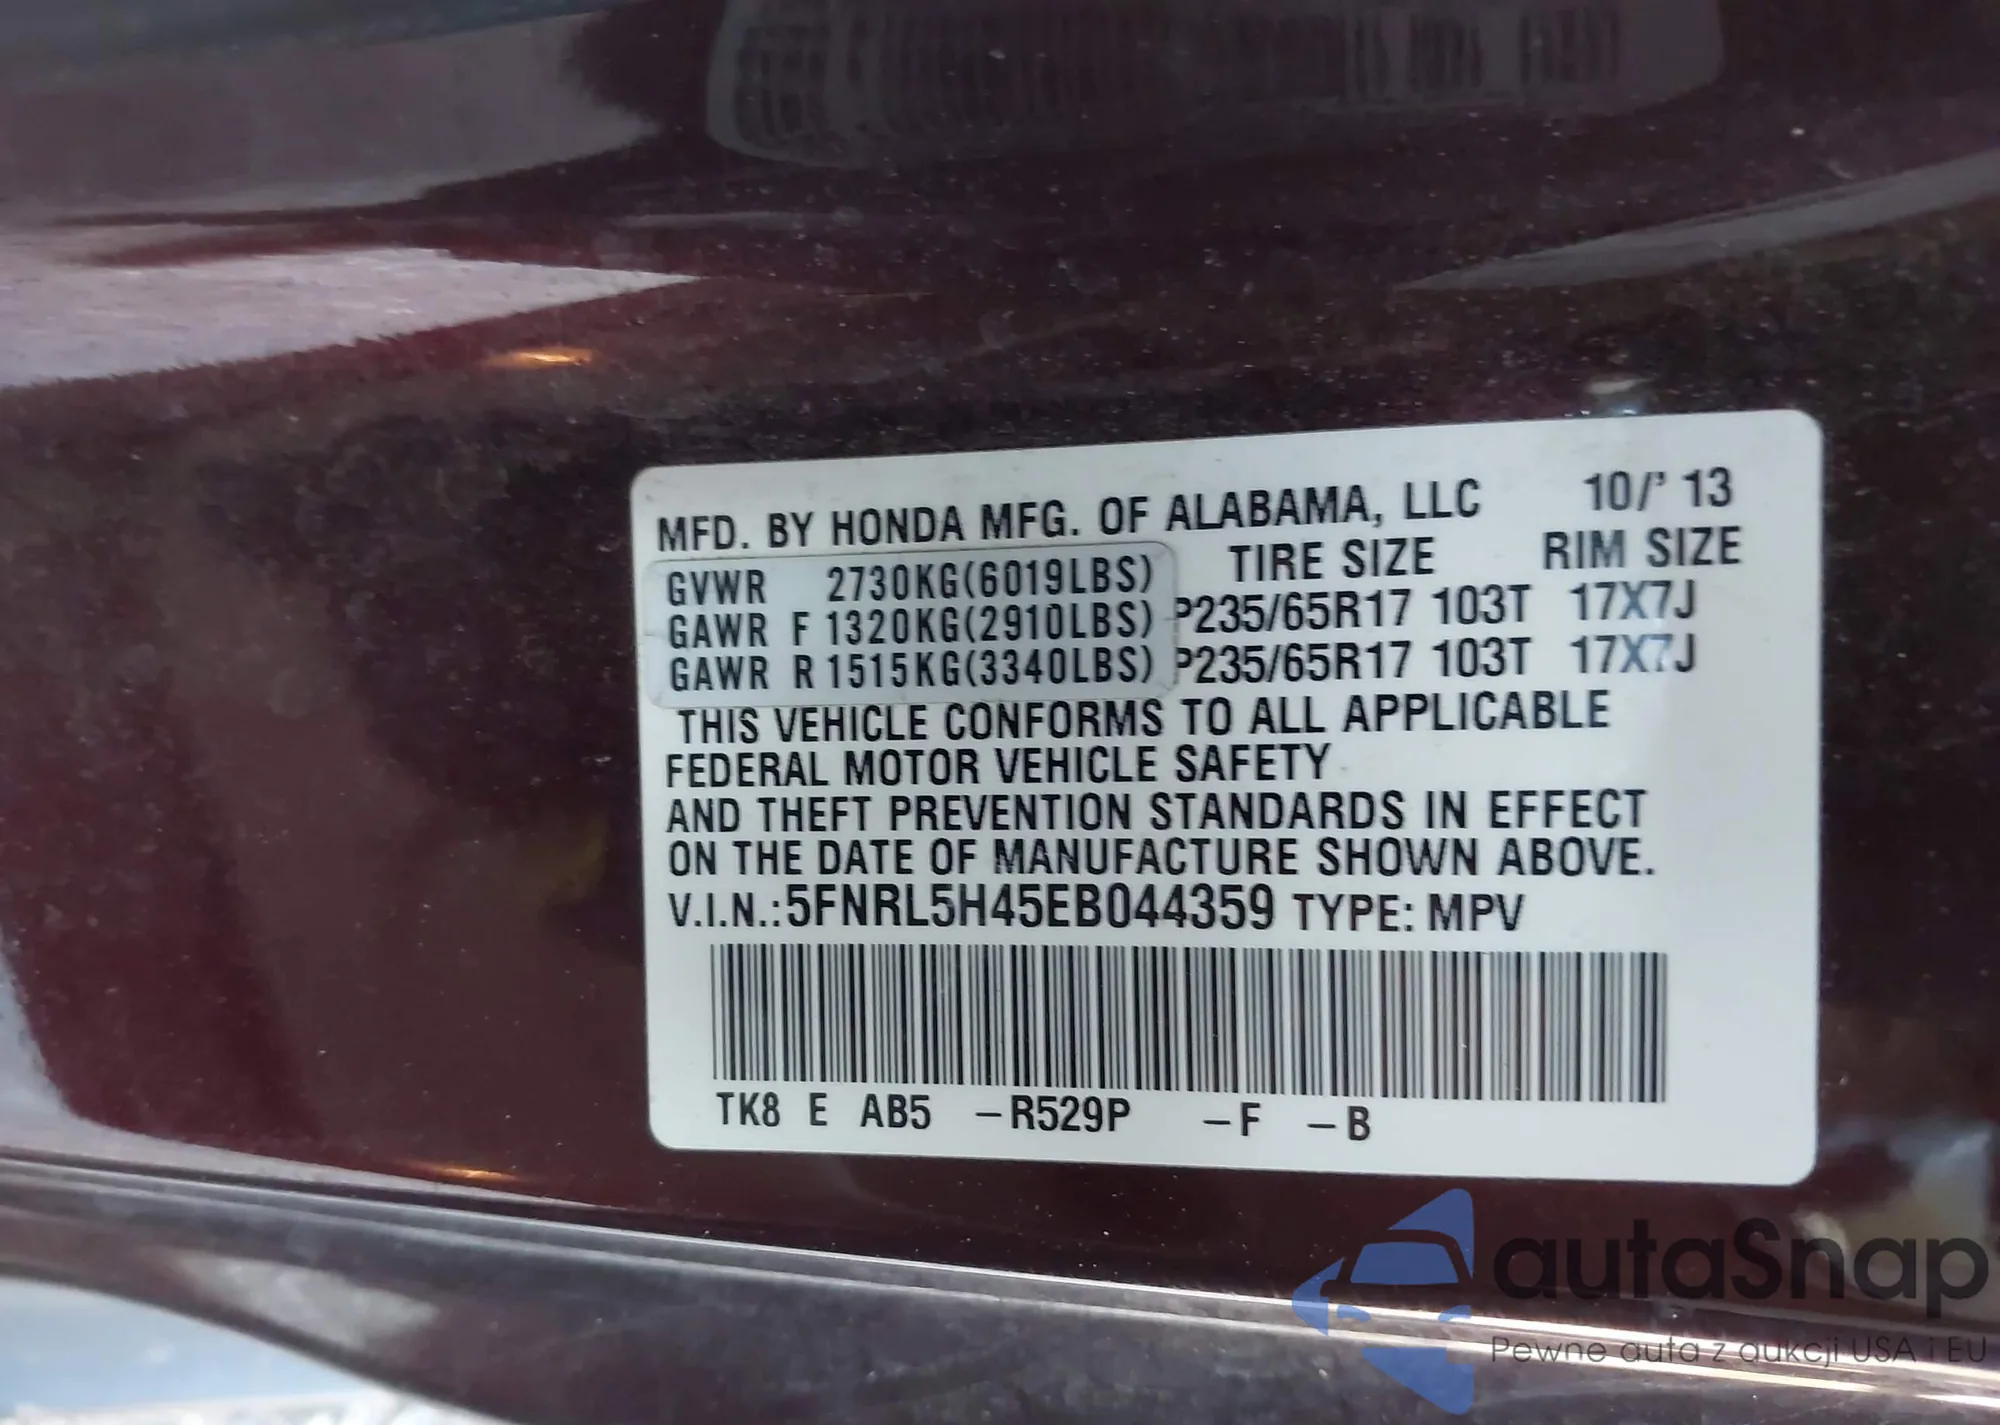 MFD. BY HONDA MFG. OF ALABAMA, LLC 10/' 13
TIRE SIZE RIM SIZE
GVWR 2730KG(6019LBS)
GAWR F 1320KG(2910LBS) P235/65R17 103T 17X7J
GAWR R 1515KG(3340LBS) P235/65R17 103T 17X7J
THIS VEHICLE CONFORMS TO ALL APPLICABLE
FEDERAL MOTOR VEHICLE SAFETY
AND THEFT PREVENTION STANDARDS IN EFFECT
ON THE DATE OF MANUFACTURE SHOWN ABOVE.
V.I.N.:5FNRL5H45EB044359 TYPE: MPV
TK8 E AB5 –R529P –F –B
autaSnap
Pewne auta z aukcji USA i EU